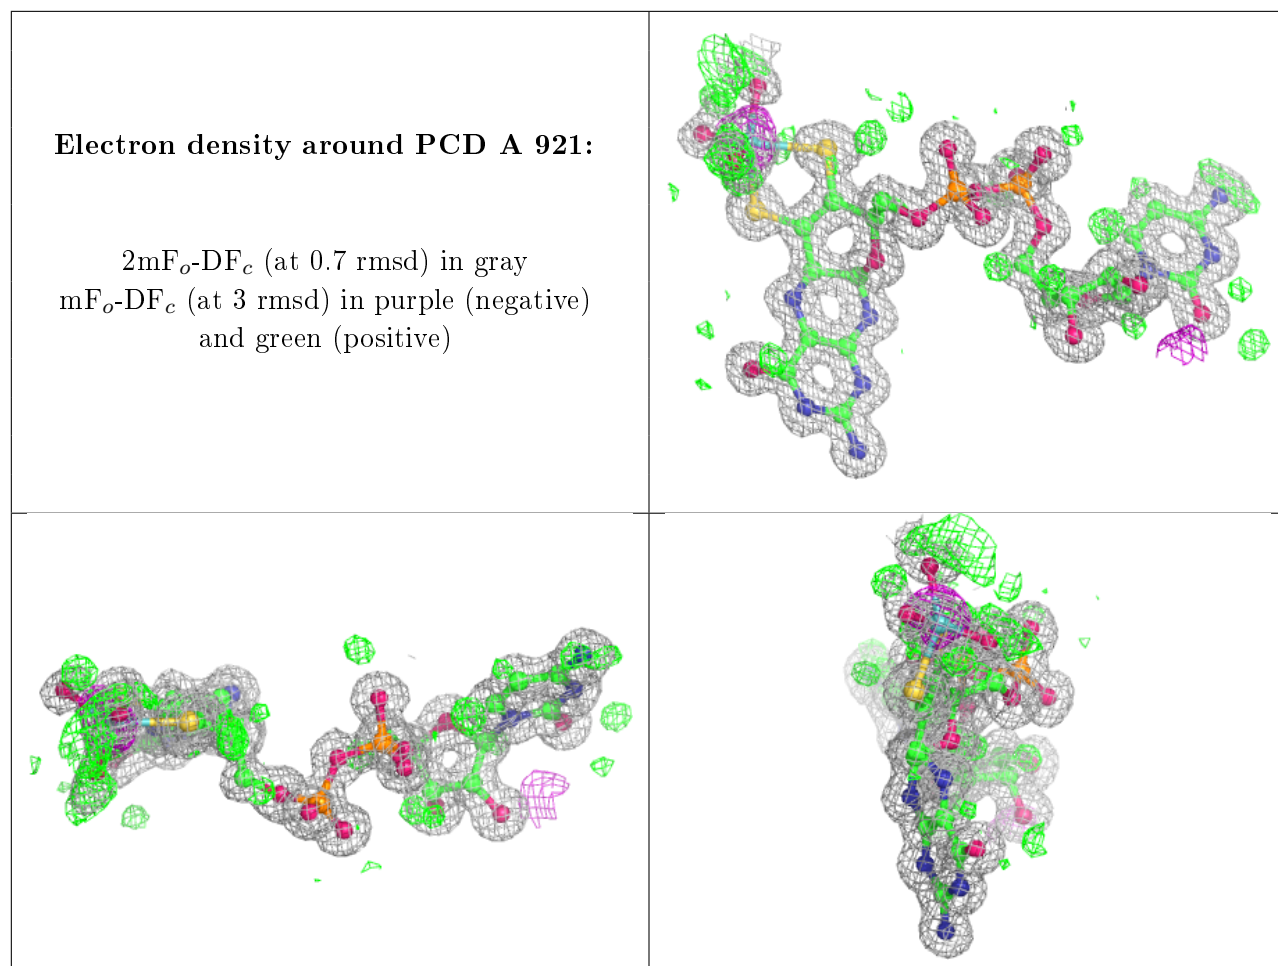 Electron density around PCD A 921:
2mFo-DFc (at 0.7 rmsd) in gray
mFo-DFc (at 3 rmsd) in purple (negative)
and green (positive)